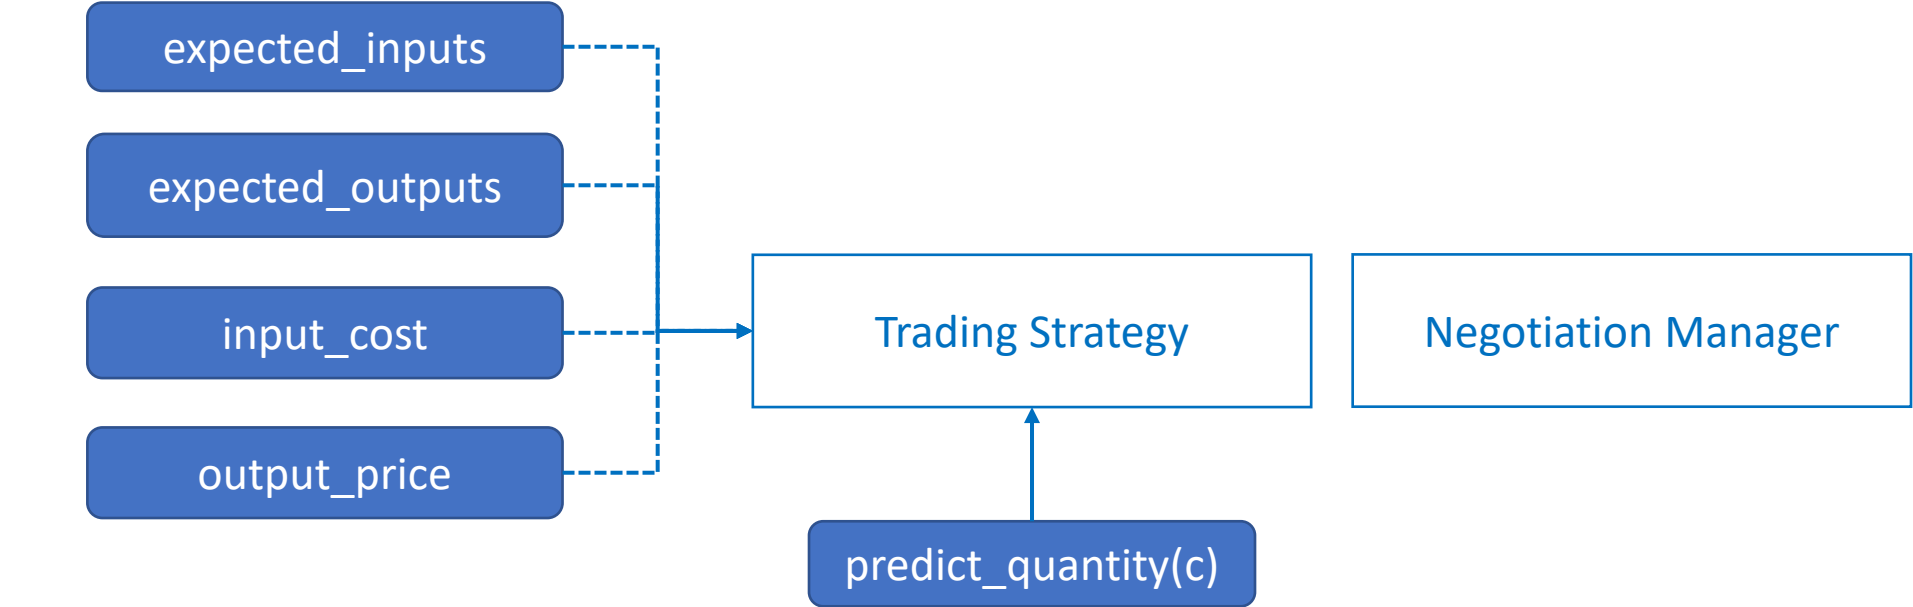 expected_inputs
expected_outputs
input_cost
output_price
Trading Strategy
Negotiation Manager
predict_quantity(c)